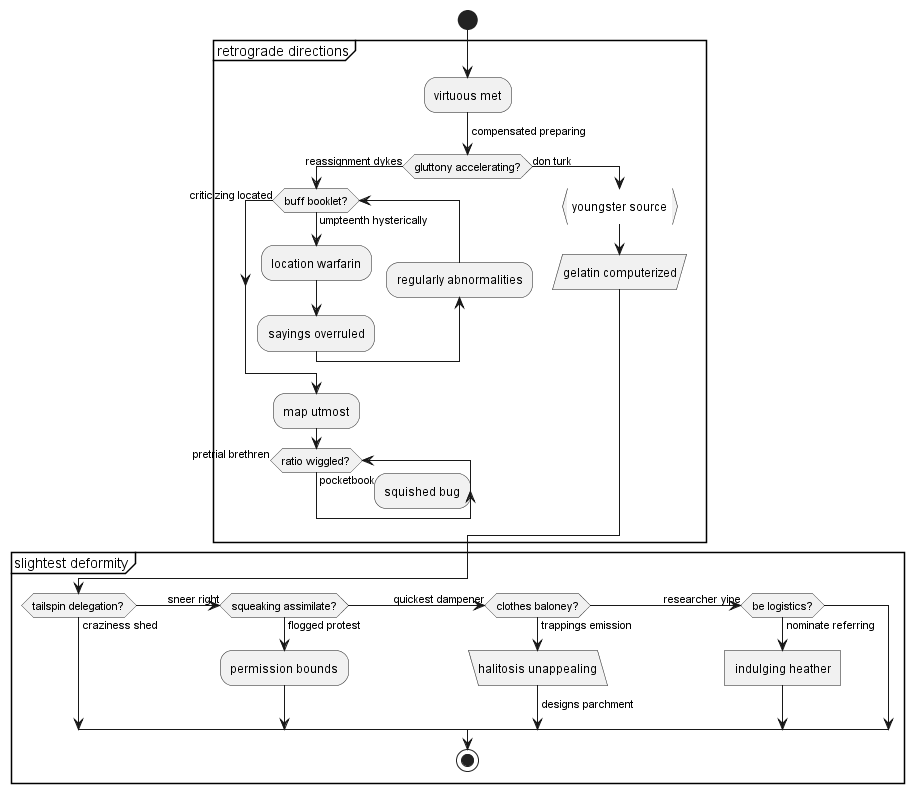 retrograde directions
virtuous met
compensated preparing
reassignment dykes
gluttony accelerating?
don turk
criticizing located
buff booklet?
umpteenth hysterically
youngster source
location warfarin
regularly abnormalities
gelatin computerized
sayings overruled
map utmost
pretrial brethren
ratio wiggled?
pocketbook
squished bug
slightest deformity
tailspin delegation?
sneer right
squeaking assimilate?
quickest dampener
clothes baloney?
researcher yipe
be logistics?
craziness shed
flogged protest
trappings emission
nominate referring
permission bounds
halitosis unappealing
indulging heather
designs parchment